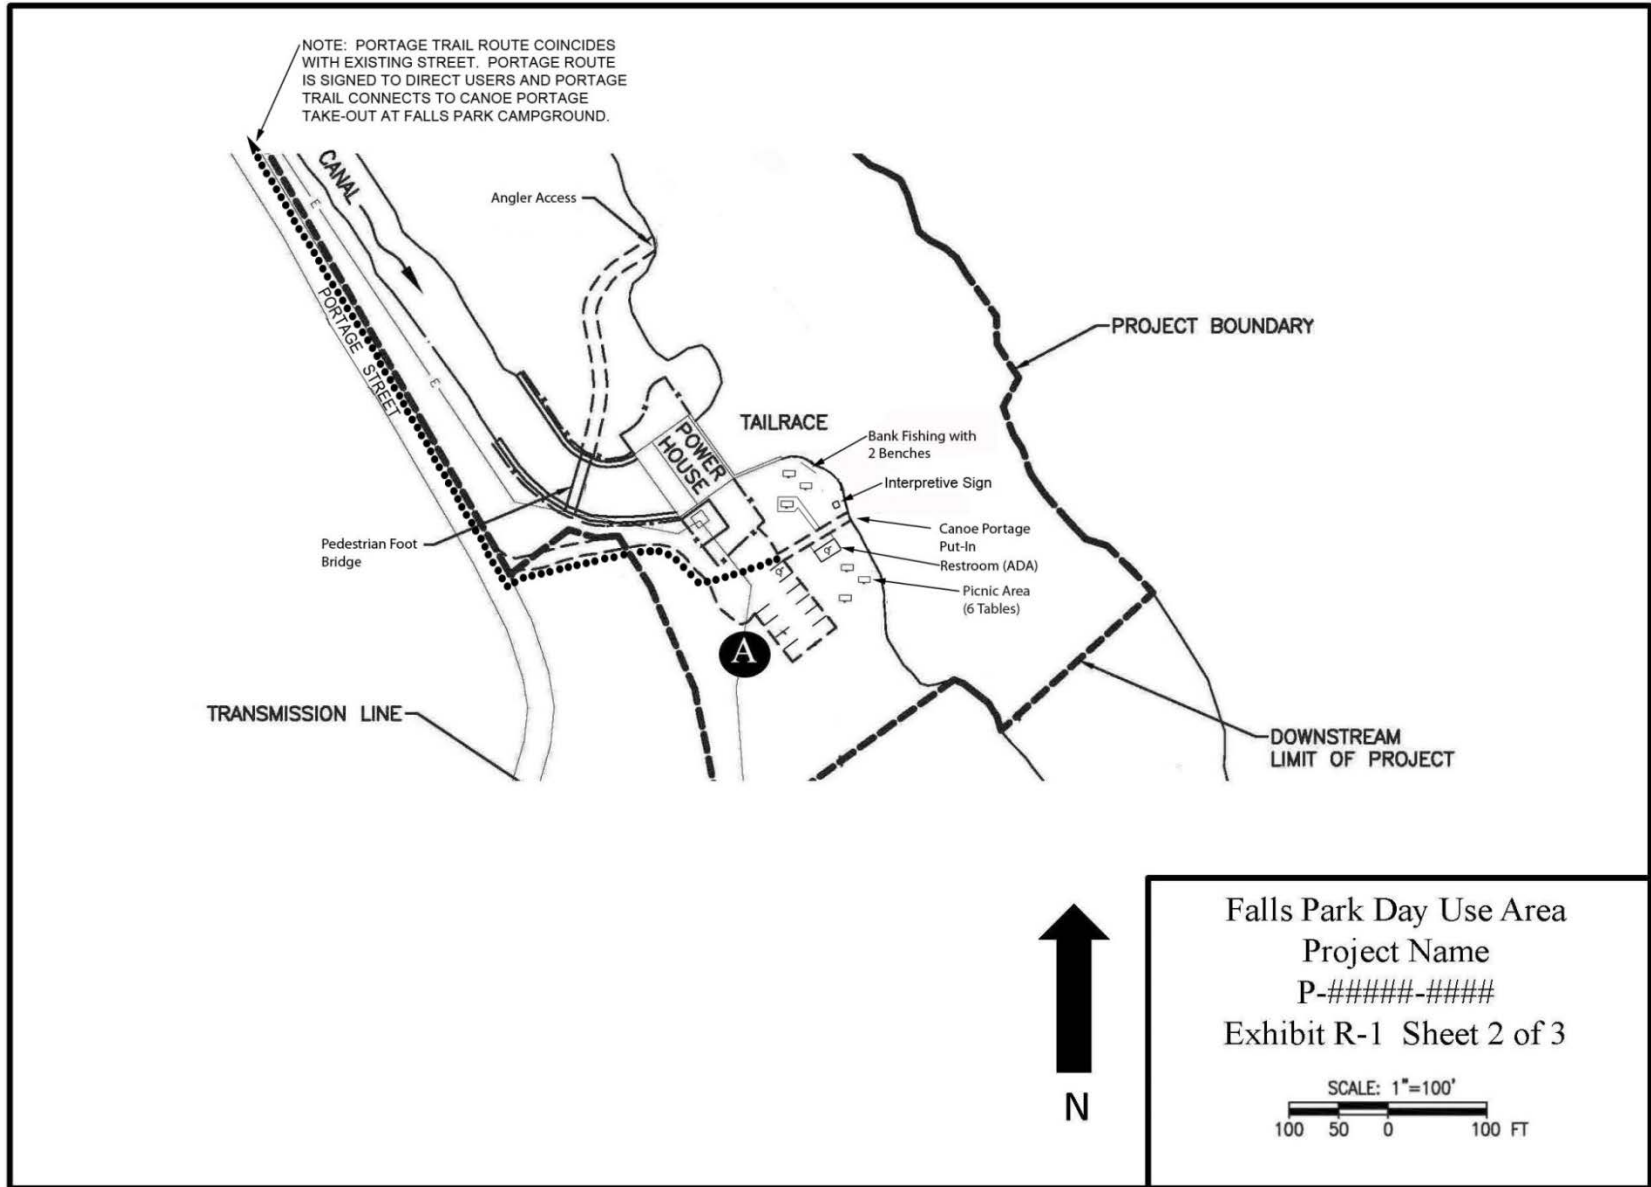 NOTE: PORTAGE TRAIL ROUTE COINCIDES
WITH EXISTING STREET. PORTAGE ROUTE
IS SIGNED TO DIRECT USERS AND PORTAGE
TRAIL CONNECTS TO CANOE PORTAGE
TAKE-OUT AT FALLS PARK CAMPGROUND.
CANAL
E
E
PORTAGE STREET
Angler Access
PROJECT BOUNDARY
TAILRACE
POWER
HOUSE
Bank Fishing with
2 Benches
Interpretive Sign
Canoe Portage
Put-In
Restroom (ADA)
Picnic Area
(6 Tables)
Pedestrian Foot
Bridge
A
TRANSMISSION LINE
DOWNSTREAM
LIMIT OF PROJECT
N
Falls Park Day Use Area
Project Name
P-#####-####
Exhibit R-1 Sheet 2 of 3
SCALE: 1"=100'
100 50 0 100 FT